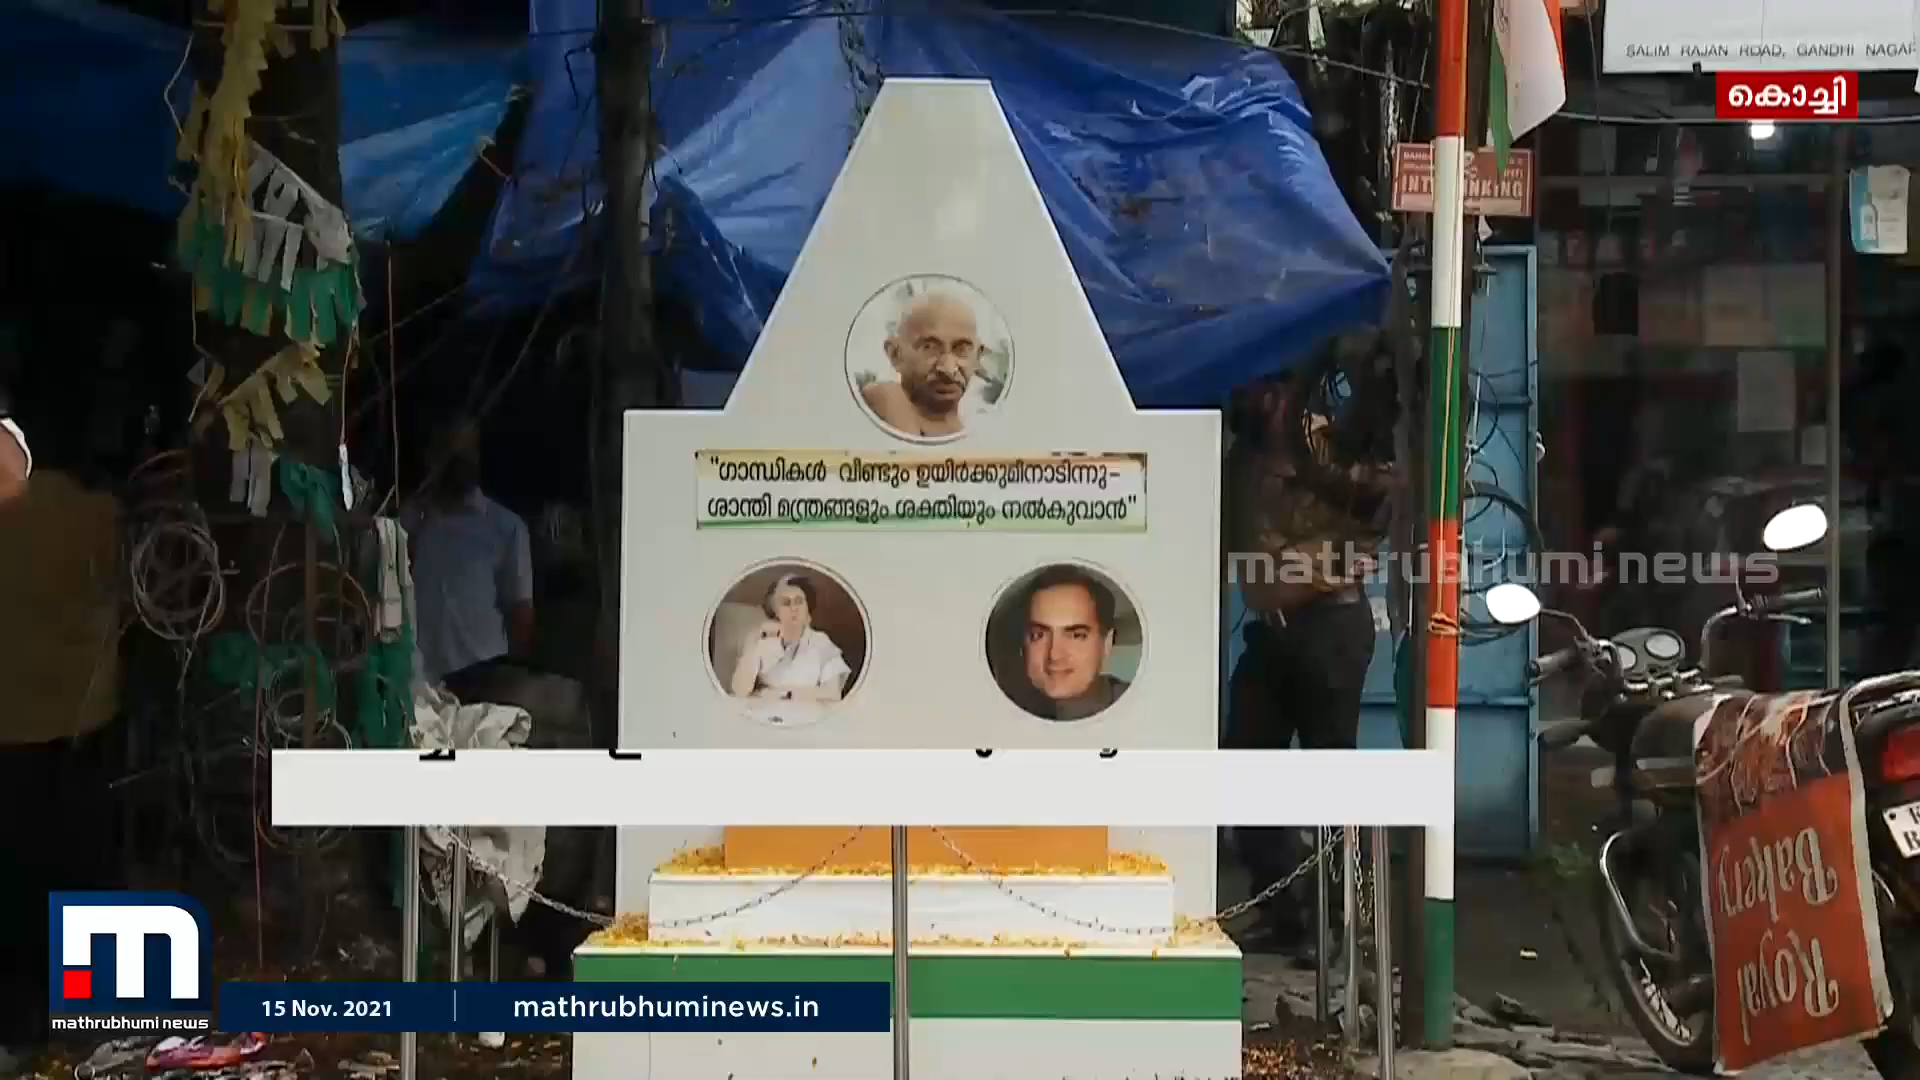 SALIM RAJAN ROAD, GANDHI NAGAR
കൊച്ചി
"ഗാന്ധികൾ വീണ്ടും ഉയിർക്കുമീനാടിന്നു-
ശാന്തി മന്ത്രങ്ങളും ശക്തിയും നൽകുവാൻ"
mathrubhumi news
Royal
Bakery
mathrubhumi news
15 Nov. 2021
mathrubhuminews.in